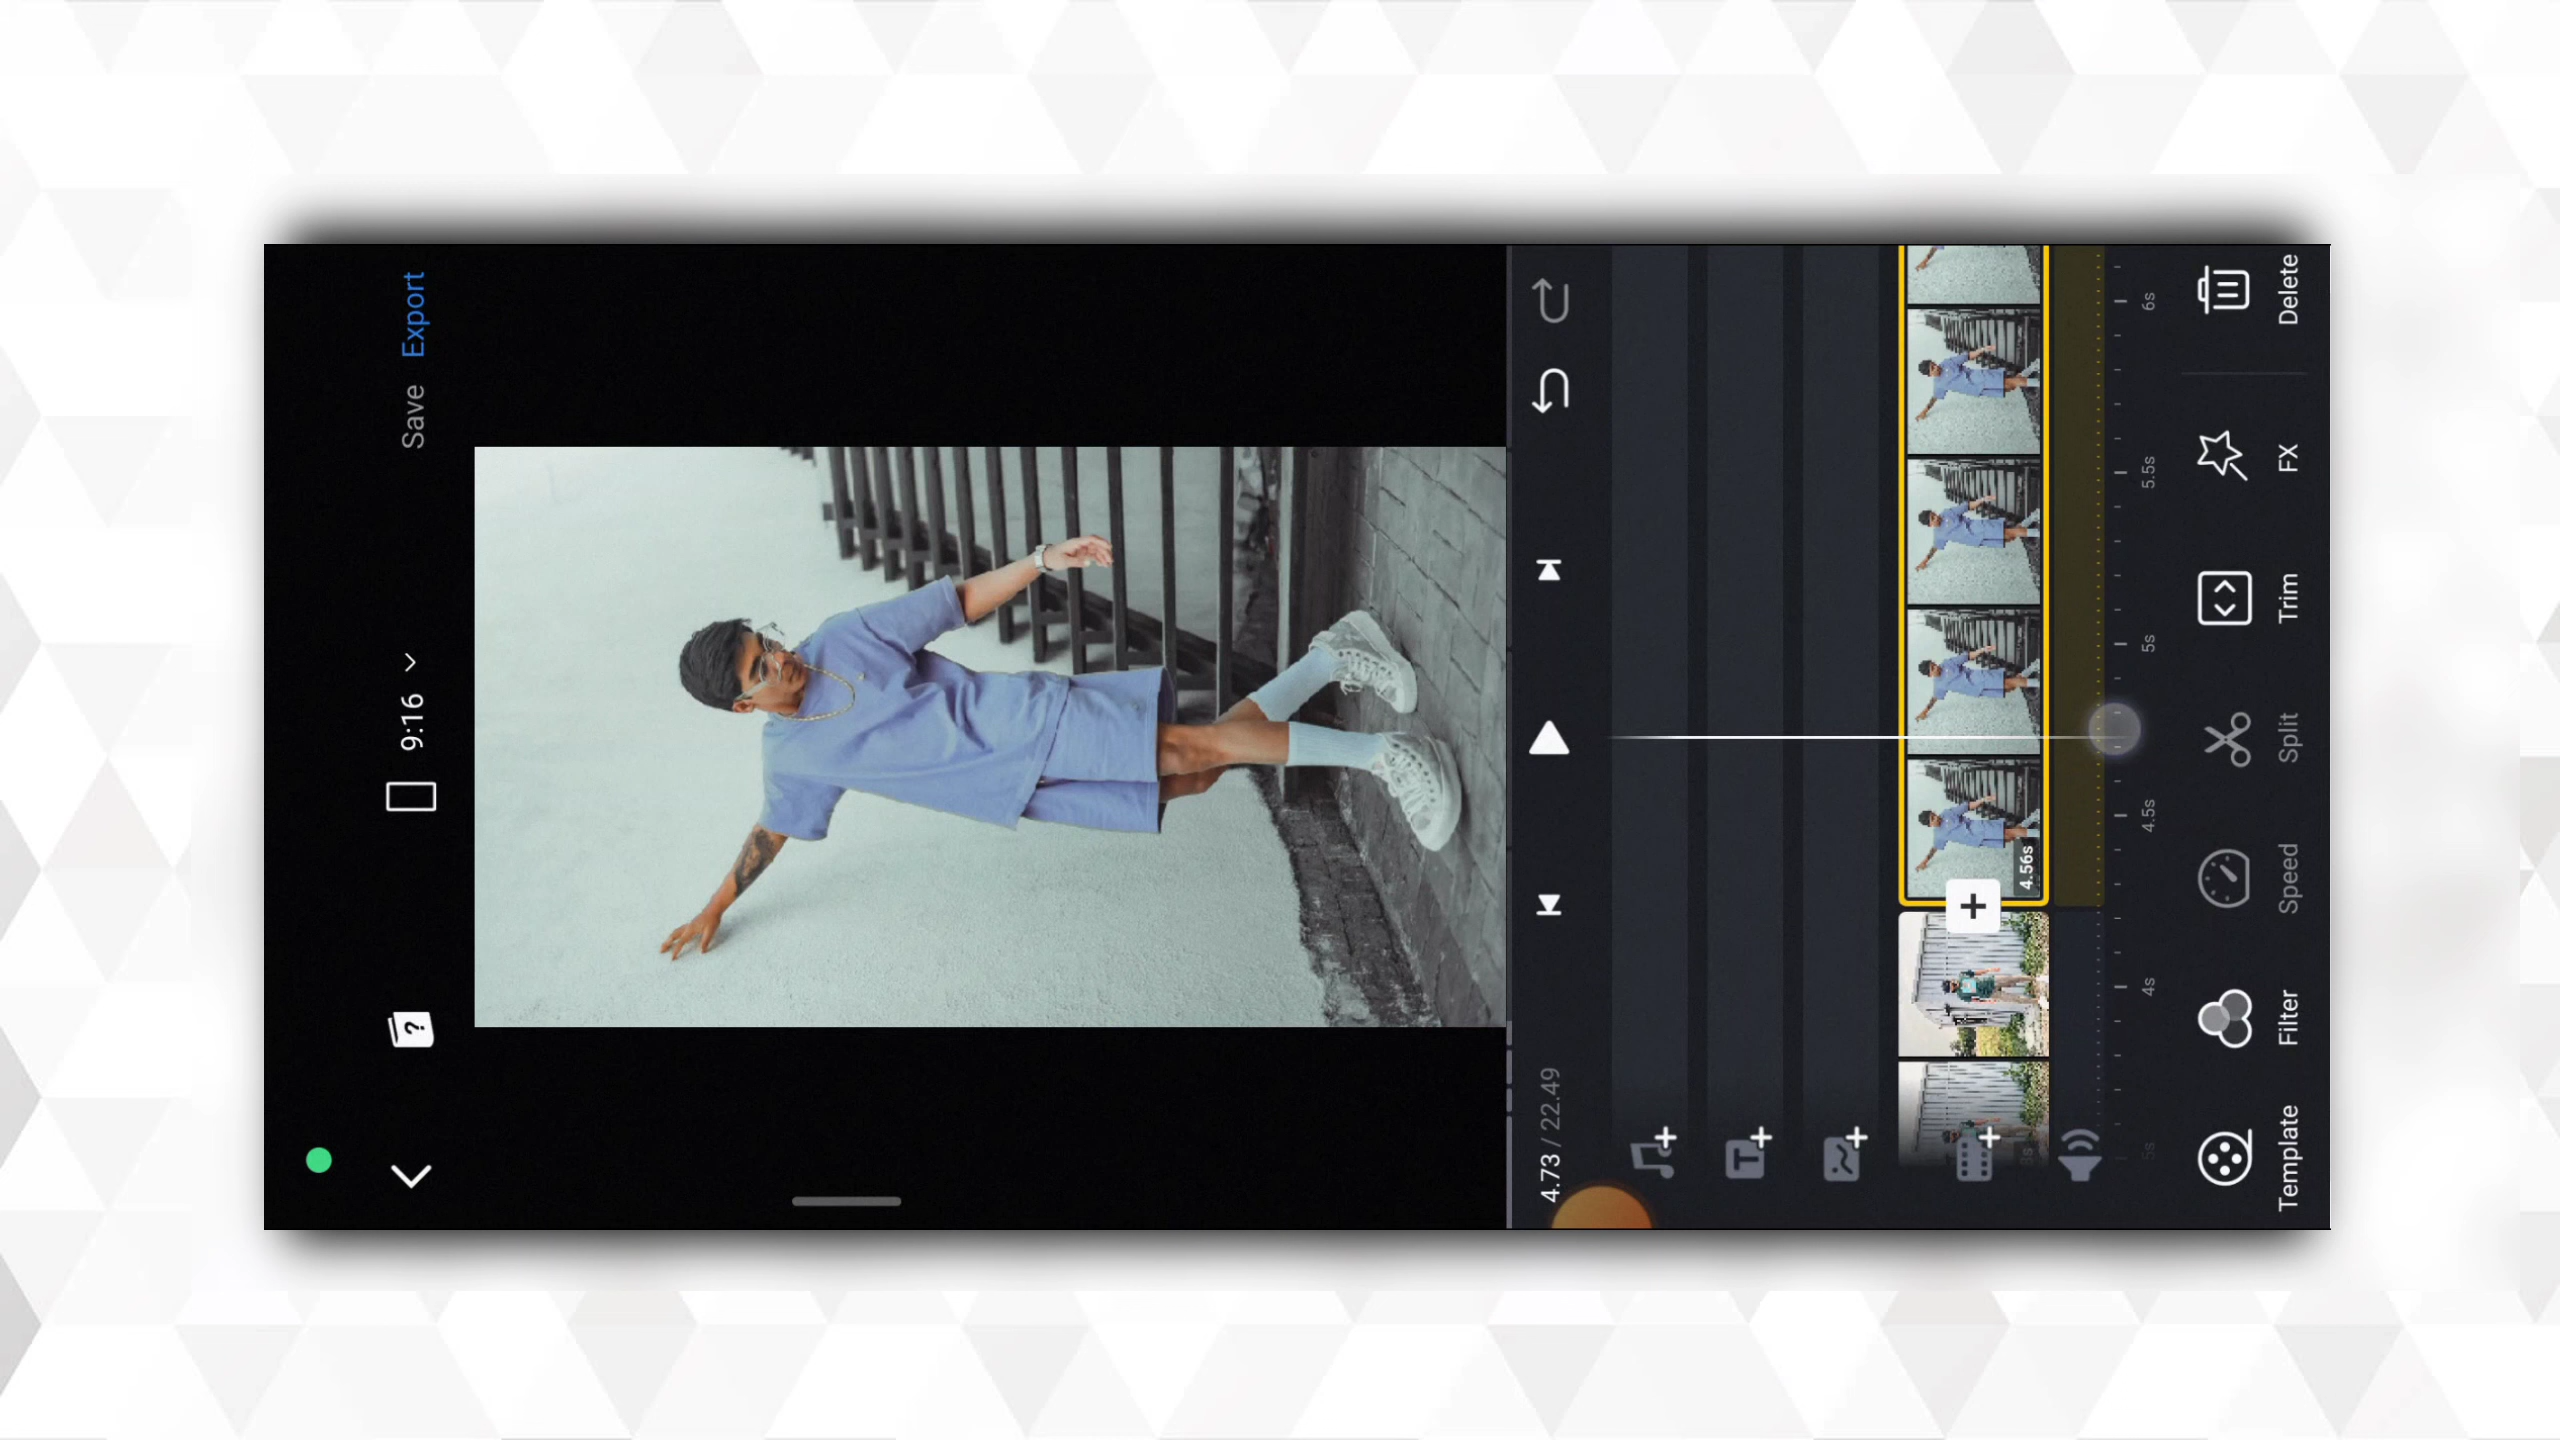 ?
9:16
Save Export
4.73 / 22.49
T
4.56s
4s 4.5s 5s 5.5s 6s
Template Filter Speed Split Trim FX Delete